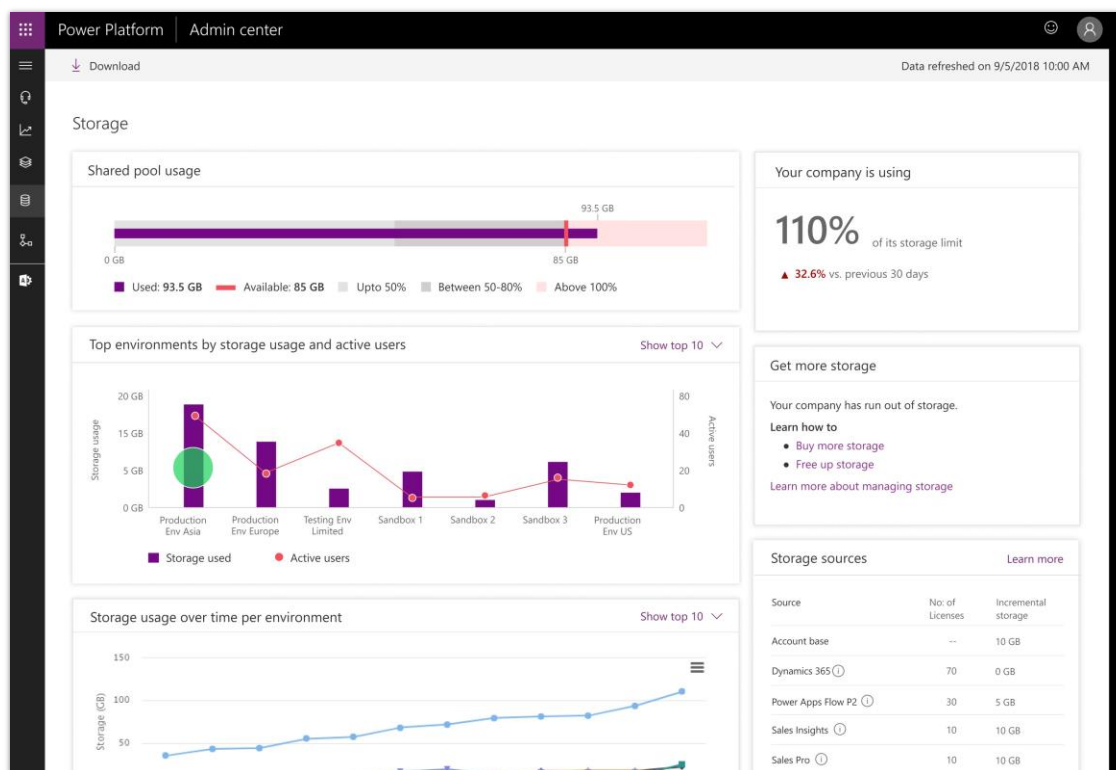 Power Platform Admin center
Download
Data refreshed on 9/5/2018 10:00 AM
Storage
Shared pool usage
93.5 GB
0 GB
85 GB
Used: 93.5 GB Available: 85 GB Upto 50% Between 50-80% Above 100%
Your company is using
110% of its storage limit
▲ 32.6% vs. previous 30 days
Top environments by storage usage and active users
Show top 10
Storage usage
20 GB
15 GB
5 GB
0 GB
80
40
20
0
Active users
Production Env Asia
Production Env Europe
Testing Env Limited
Sandbox 1
Sandbox 2
Sandbox 3
Production Env US
Storage used Active users
Get more storage
Your company has run out of storage.
Learn how to
• Buy more storage
• Free up storage
Learn more about managing storage
Storage usage over time per environment
Show top 10
Storage (GB)
150
100
50
Storage sources
Learn more
Source No: of Licenses Incremental storage
Account base -- 10 GB
Dynamics 365 70 0 GB
Power Apps Flow P2 30 5 GB
Sales Insights 10 10 GB
Sales Pro 10 10 GB